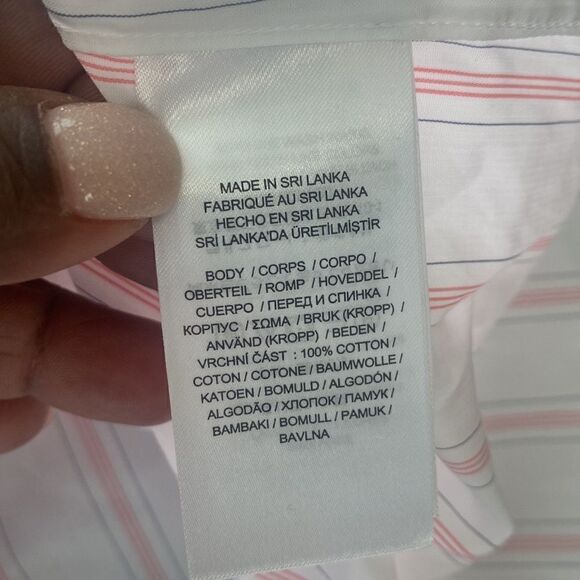 MADE IN SRI LANKA
FABRIQUÉ AU SRI LANKA
HECHO EN SRI LANKA
SRİ LANKA'DA ÜRETİLMİŞTİR
BODY / CORPS / CORPO /
OBERTEIL / ROMP / HOVEDDEL /
CUERPO / ПЕРЕД И СПИНКА /
КОРПУС / ΣΩΜΑ / BRUK (KROPP) /
ANVÄND (KROPP) / BEDEN /
VRCHNÍ ČÁST : 100% COTTON /
COTON / COTONE / BAUMWOLLE /
KATOEN / BOMULD / ALGODÓN /
ALGODÃO / ХЛОПОК / ПАМУК /
BAMBAKI / BOMULL / PAMUK /
BAVLNA